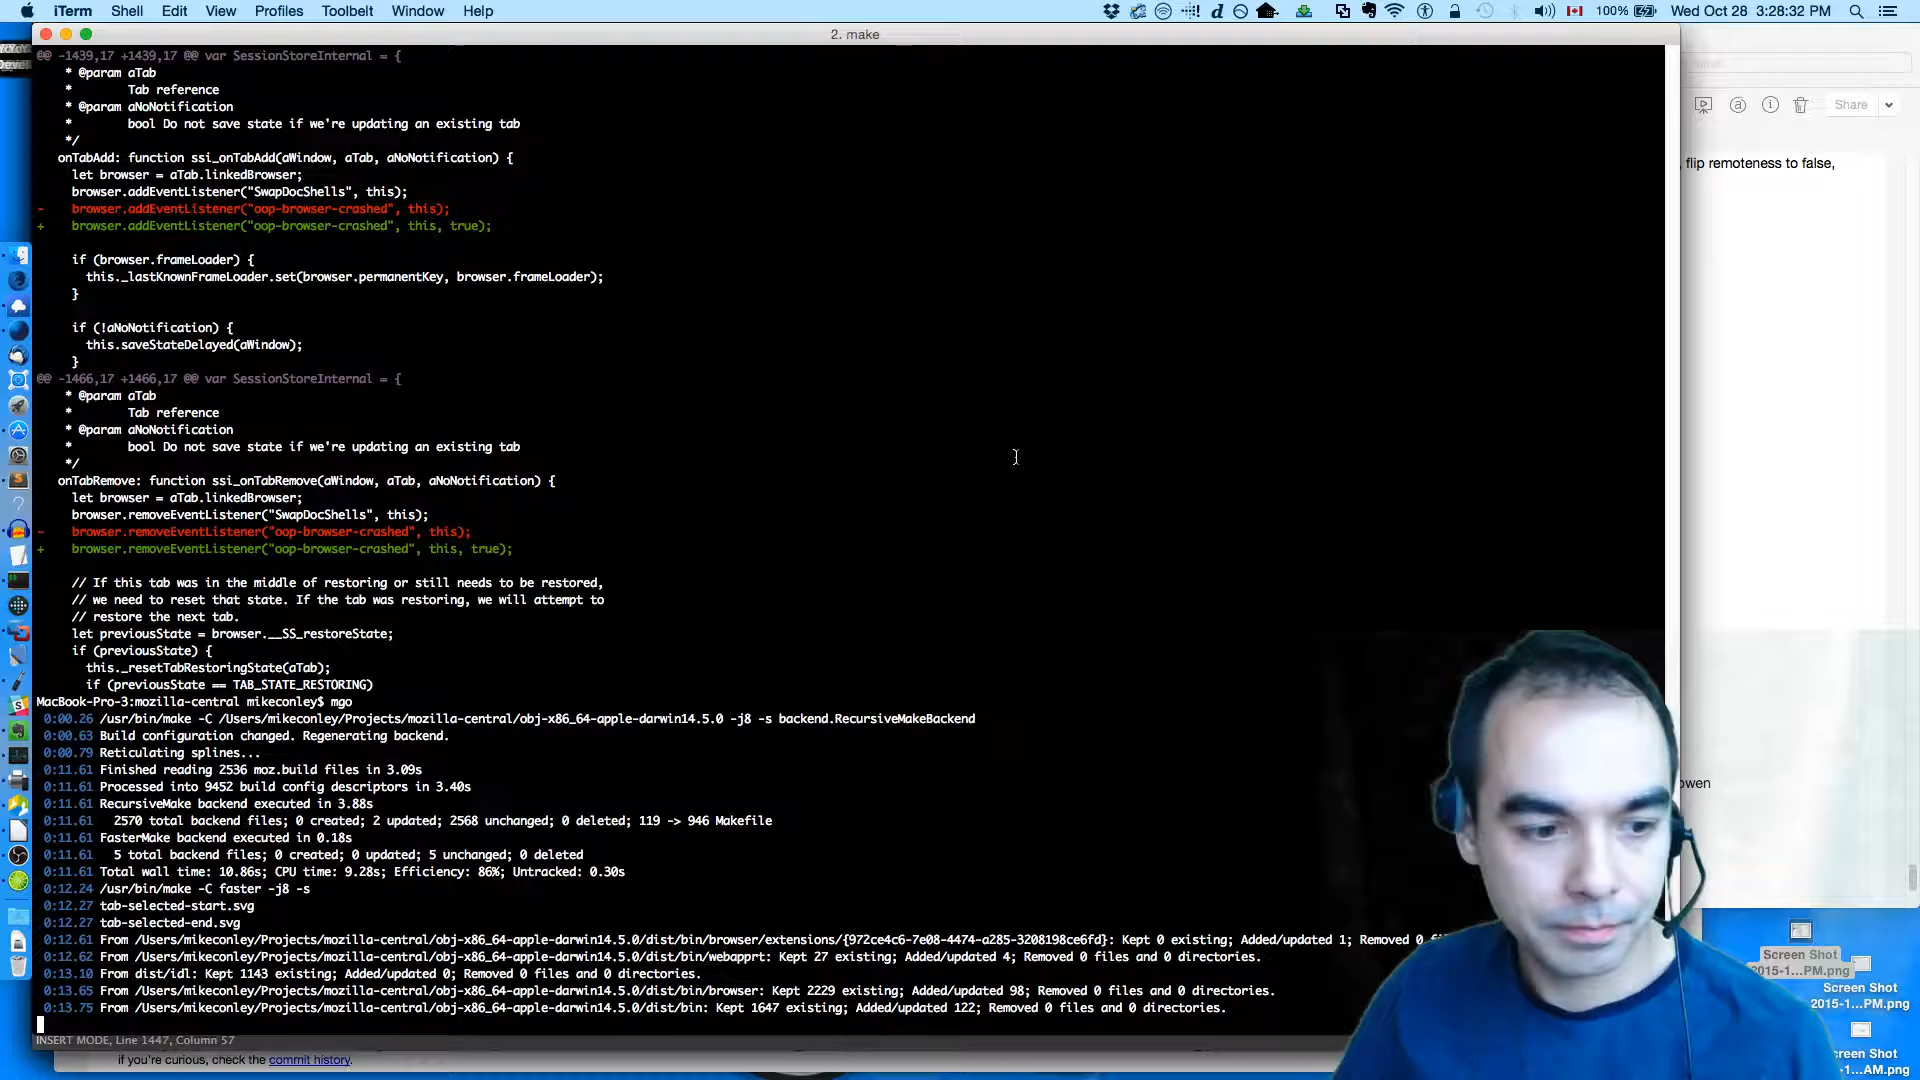 iTerm Shell Edit View Profiles Toolbelt Window Help 100% Wed Oct 28 3:28:32 PM
2. make
@@ -1439,17 +1439,17 @@ var SessionStoreInternal = {
* @param aTab
* Tab reference
* @param aNoNotification
* bool Do not save state if we're updating an existing tab
*/
onTabAdd: function ssi_onTabAdd(aWindow, aTab, aNoNotification) {
let browser = aTab.linkedBrowser;
browser.addEventListener("SwapDocShells", this);
- browser.addEventListener("oop-browser-crashed", this);
+ browser.addEventListener("oop-browser-crashed", this, true);
if (browser.frameLoader) {
this._lastKnownFrameLoader.set(browser.permanentKey, browser.frameLoader);
}
if (!aNoNotification) {
this.saveStateDelayed(aWindow);
}
@@ -1466,17 +1466,17 @@ var SessionStoreInternal = {
* @param aTab
* Tab reference
* @param aNoNotification
* bool Do not save state if we're updating an existing tab
*/
onTabRemove: function ssi_onTabRemove(aWindow, aTab, aNoNotification) {
let browser = aTab.linkedBrowser;
browser.removeEventListener("SwapDocShells", this);
- browser.removeEventListener("oop-browser-crashed", this);
+ browser.removeEventListener("oop-browser-crashed", this, true);
// If this tab was in the middle of restoring or still needs to be restored,
// we need to reset that state. If the tab was restoring, we will attempt to
// restore the next tab.
let previousState = browser.__SS_restoreState;
if (previousState) {
this._resetTabRestoringState(aTab);
if (previousState == TAB_STATE_RESTORING)
MacBook-Pro-3:mozilla-central mikeconley$ mgo
0:00.26 /usr/bin/make -C /Users/mikeconley/Projects/mozilla-central/obj-x86_64-apple-darwin14.5.0 -j8 -s backend.RecursiveMakeBackend
0:00.63 Build configuration changed. Regenerating backend.
0:00.79 Reticulating splines...
0:11.61 Finished reading 2536 moz.build files in 3.09s
0:11.61 Processed into 9452 build config descriptors in 3.40s
0:11.61 RecursiveMake backend executed in 3.88s
0:11.61 2570 total backend files; 0 created; 2 updated; 2568 unchanged; 0 deleted; 119 -> 946 Makefile
0:11.61 FasterMake backend executed in 0.18s
0:11.61 5 total backend files; 0 created; 0 updated; 5 unchanged; 0 deleted
0:11.61 Total wall time: 10.86s; CPU time: 9.28s; Efficiency: 86%; Untracked: 0.30s
0:12.24 /usr/bin/make -C faster -j8 -s
0:12.27 tab-selected-start.svg
0:12.27 tab-selected-end.svg
0:12.61 From /Users/mikeconley/Projects/mozilla-central/obj-x86_64-apple-darwin14.5.0/dist/bin/browser/extensions/{972ce4c6-7e08-4474-a285-3208198ce6fd}: Kept 0 existing; Added/updated 1; Removed 0
0:12.62 From /Users/mikeconley/Projects/mozilla-central/obj-x86_64-apple-darwin14.5.0/dist/bin/webapprt: Kept 27 existing; Added/updated 4; Removed 0 files and 0 directories.
0:13.10 From dist/idl: Kept 1143 existing; Added/updated 0; Removed 0 files and 0 directories.
0:13.65 From /Users/mikeconley/Projects/mozilla-central/obj-x86_64-apple-darwin14.5.0/dist/bin/browser: Kept 2229 existing; Added/updated 98; Removed 0 files and 0 directories.
0:13.75 From /Users/mikeconley/Projects/mozilla-central/obj-x86_64-apple-darwin14.5.0/dist/bin: Kept 1647 existing; Added/updated 122; Removed 0 files and 0 directories.
INSERT MODE, Line 1447, Column 57
if you're curious, check the commit history.
Share
, flip remoteness to false,
owen
Screen Shot
2015-1...PM.png
Screen Shot
2015-1...PM.png
creen Shot
-1...AM.png